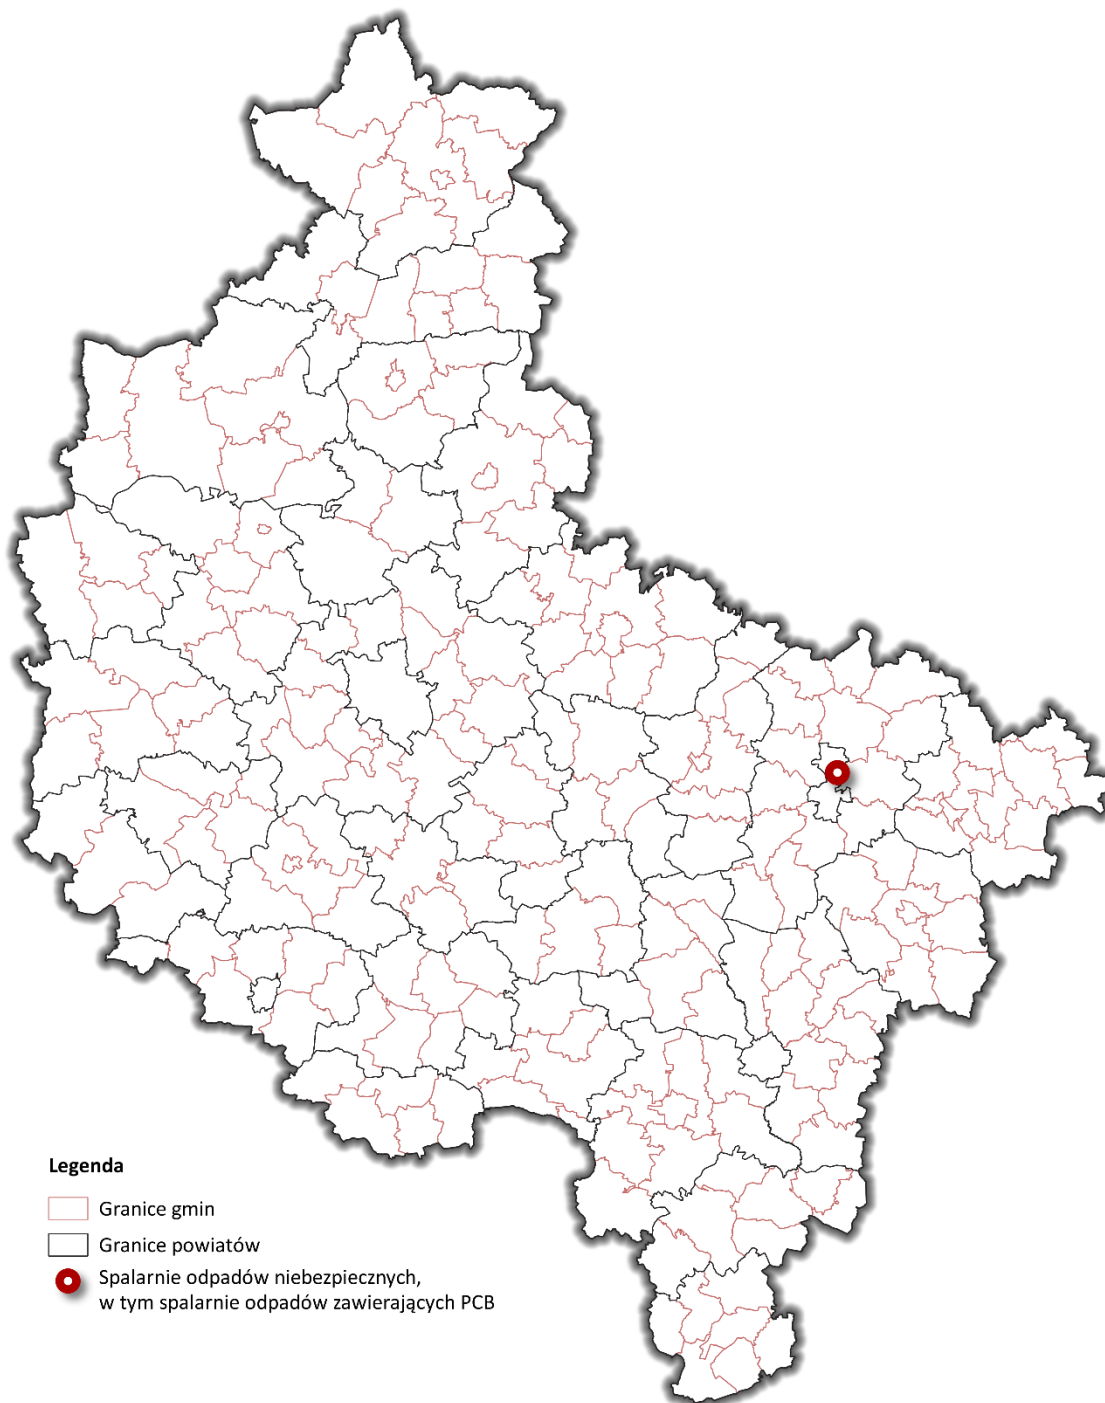 Legenda
Granice gmin
Granice powiatów
Spalarnie odpadów niebezpiecznych,
w tym spalarnie odpadów zawierających PCB